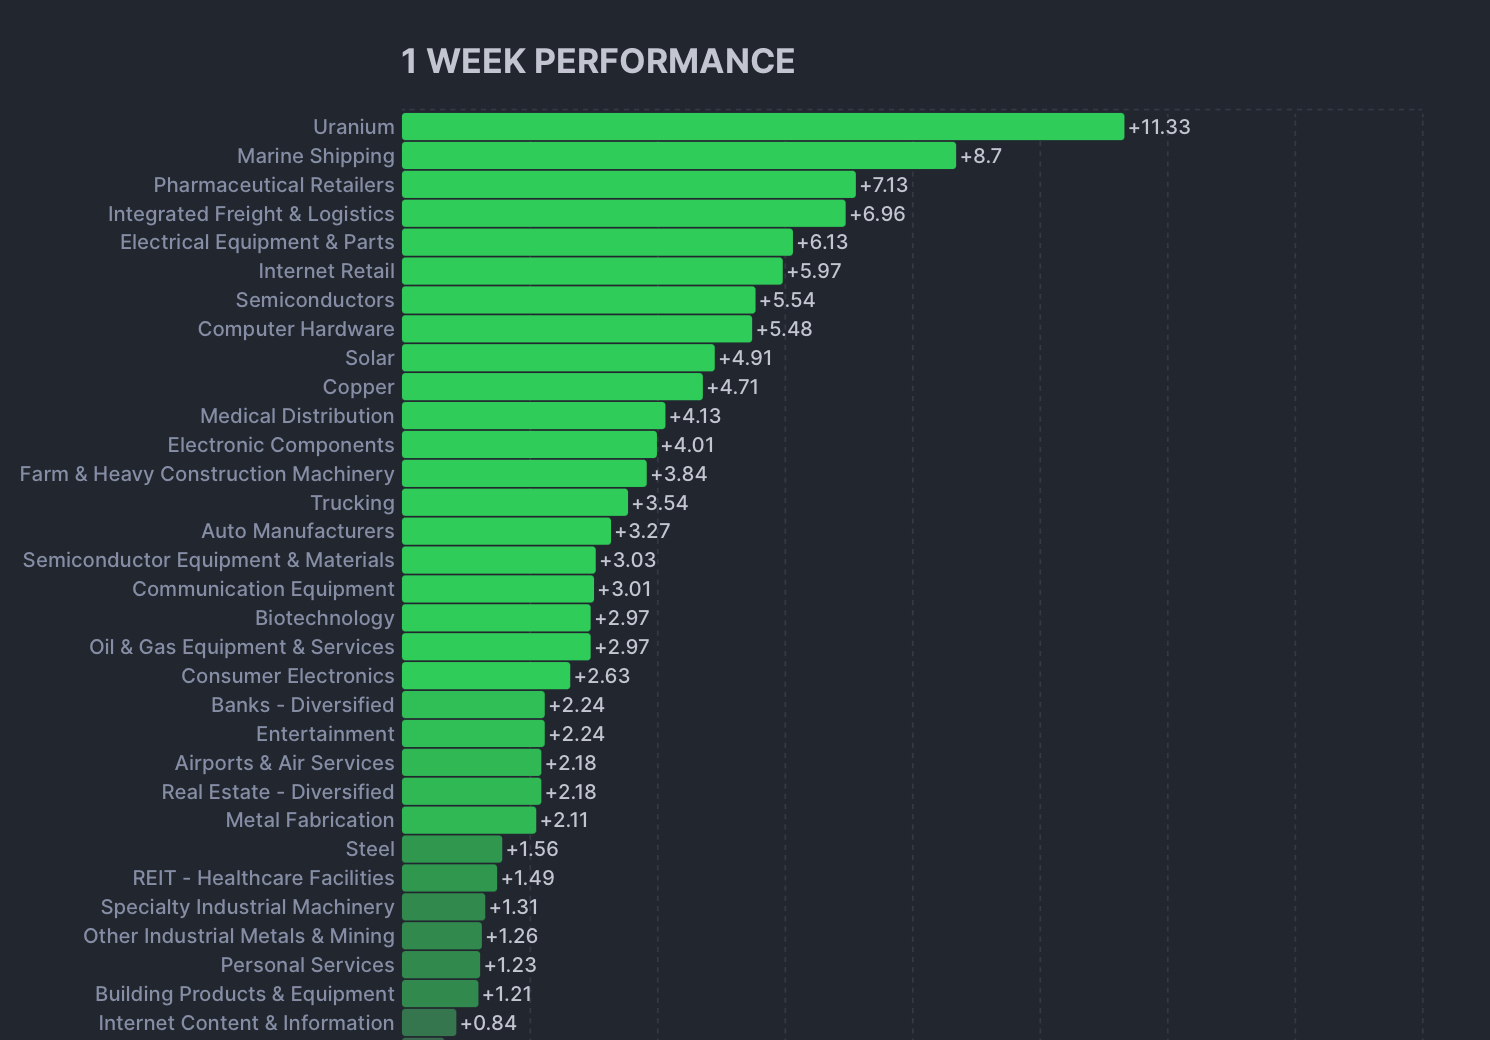 1 WEEK PERFORMANCE
Uranium +11.33
Marine Shipping +8.7
Pharmaceutical Retailers +7.13
Integrated Freight & Logistics +6.96
Electrical Equipment & Parts +6.13
Internet Retail +5.97
Semiconductors +5.54
Computer Hardware +5.48
Solar +4.91
Copper +4.71
Medical Distribution +4.13
Electronic Components +4.01
Farm & Heavy Construction Machinery +3.84
Trucking +3.54
Auto Manufacturers +3.27
Semiconductor Equipment & Materials +3.03
Communication Equipment +3.01
Biotechnology +2.97
Oil & Gas Equipment & Services +2.97
Consumer Electronics +2.63
Banks - Diversified +2.24
Entertainment +2.24
Airports & Air Services +2.18
Real Estate - Diversified +2.18
Metal Fabrication +2.11
Steel +1.56
REIT - Healthcare Facilities +1.49
Specialty Industrial Machinery +1.31
Other Industrial Metals & Mining +1.26
Personal Services +1.23
Building Products & Equipment +1.21
Internet Content & Information +0.84